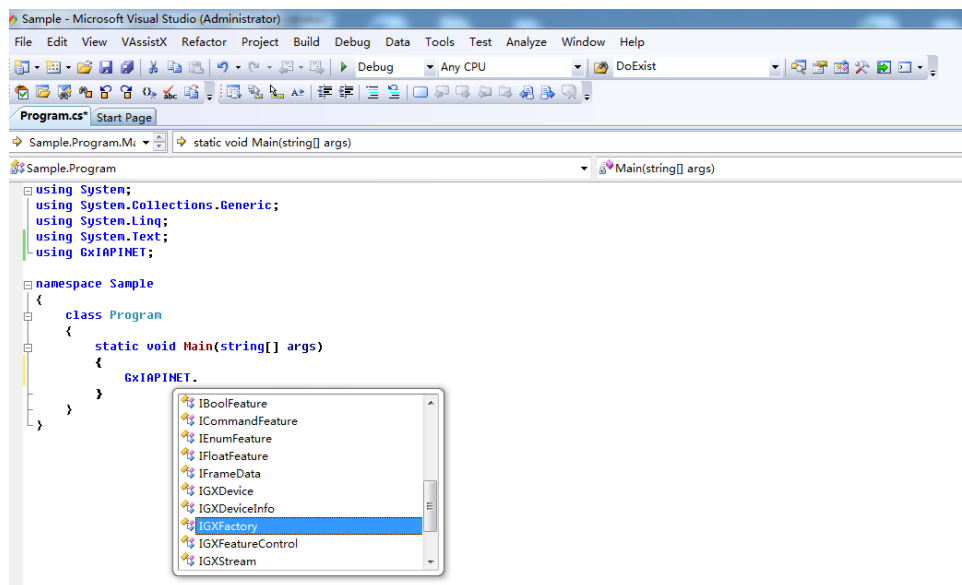 Sample - Microsoft Visual Studio (Administrator)
File Edit View VAssistX Refactor Project Build Debug Data Tools Test Analyze Window Help
Debug Any CPU DoExist
Program.cs* Start Page
Sample.Program.Ma static void Main(string[] args)
Sample.Program Main(string[] args)
using System;
using System.Collections.Generic;
using System.Linq;
using System.Text;
using GxIAPINET;
namespace Sample
{
class Program
{
static void Main(string[] args)
{
GxIAPINET.
}
}
}
IBoolFeature
ICommandFeature
IEnumFeature
IFloatFeature
IFrameData
IGXDevice
IGXDeviceInfo
IGXFactory
IGXFeatureControl
IGXStream